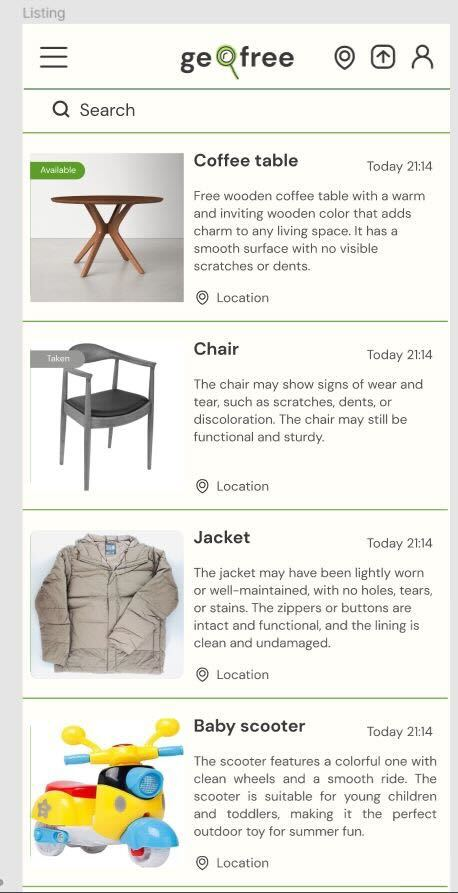 Listing
geofree
Search
Available
Coffee table
Today 21:14
Free wooden coffee table with a warm
and inviting wooden color that adds
charm to any living space. It has a
smooth surface with no visible
scratches or dents.
Location
Taken
Chair
Today 21:14
The chair may show signs of wear and
tear, such as scratches, dents, or
discoloration. The chair may still be
functional and sturdy.
Location
Jacket
Today 21:14
The jacket may have been lightly worn
or well-maintained, with no holes, tears,
or stains. The zippers or buttons are
intact and functional, and the lining is
clean and undamaged.
Location
Baby scooter
Today 21:14
The scooter features a colorful one with
clean wheels and a smooth ride. The
scooter is suitable for young children
and toddlers, making it the perfect
outdoor toy for summer fun.
Location